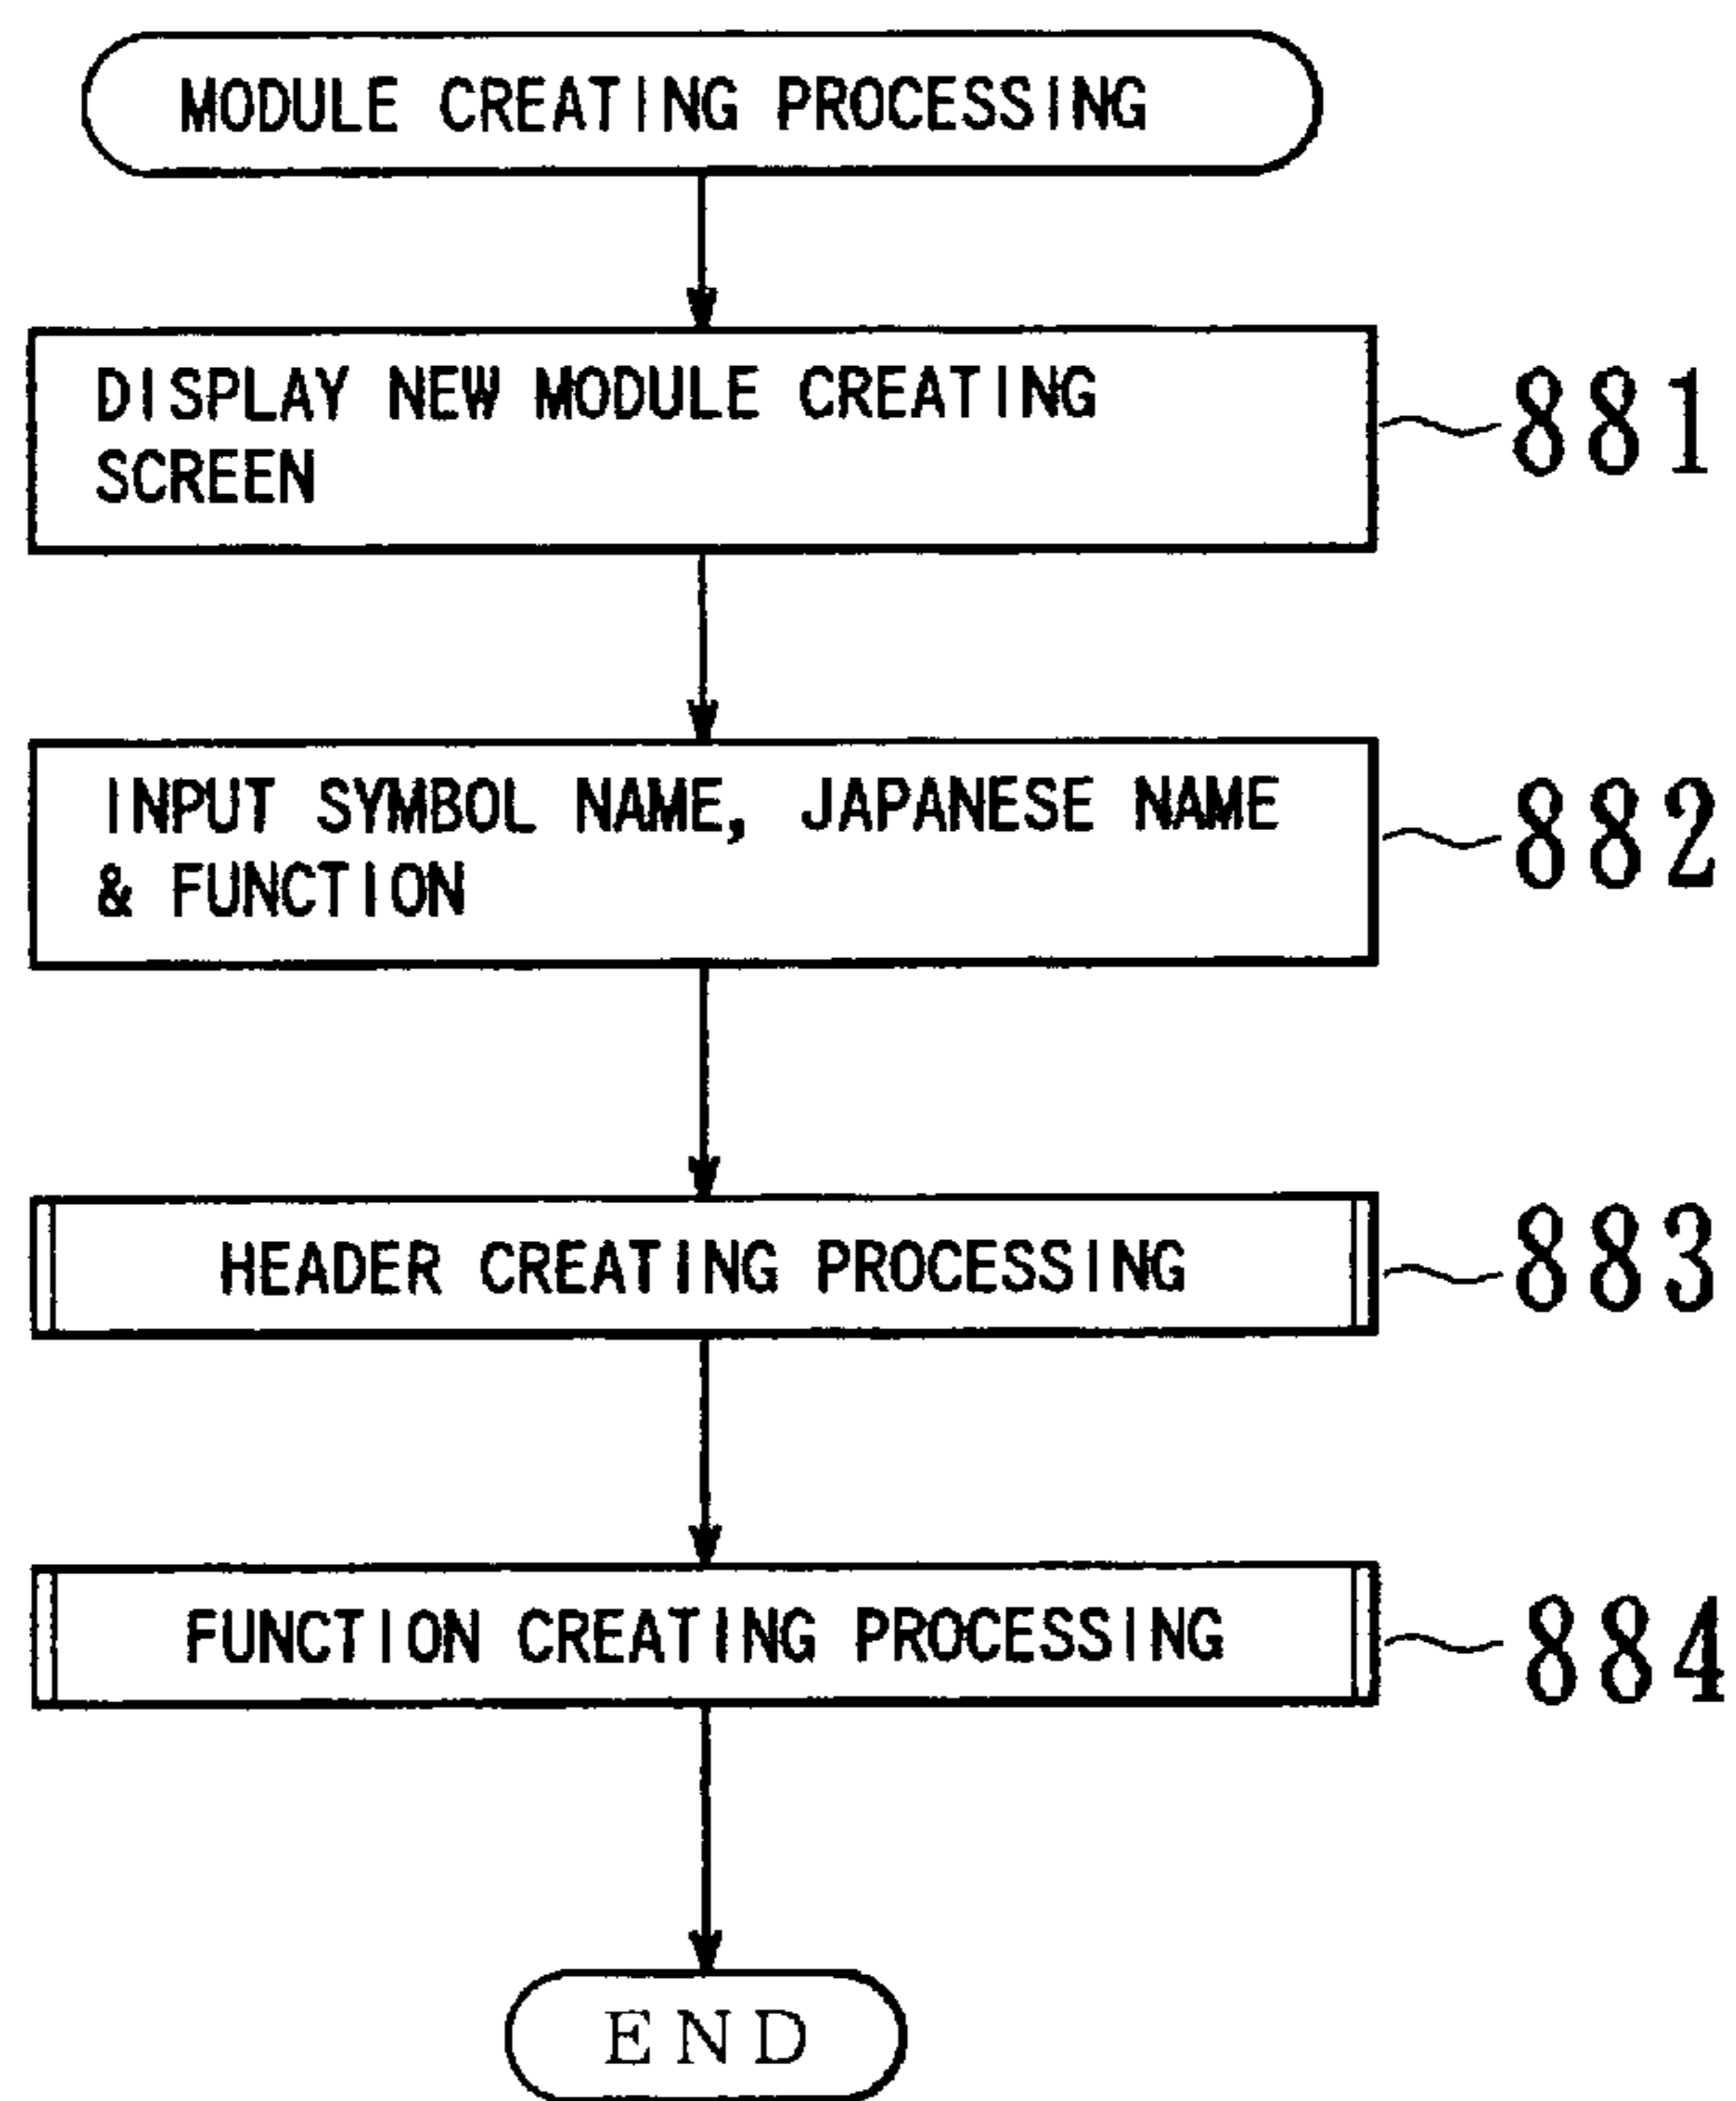 MODULE CREATING PROCESSING
DISPLAY NEW MODULE CREATING
SCREEN
881
INPUT SYMBOL NAME, JAPANESE NAME
& FUNCTION
882
HEADER CREATING PROCESSING
883
FUNCTION CREATING PROCESSING
884
END